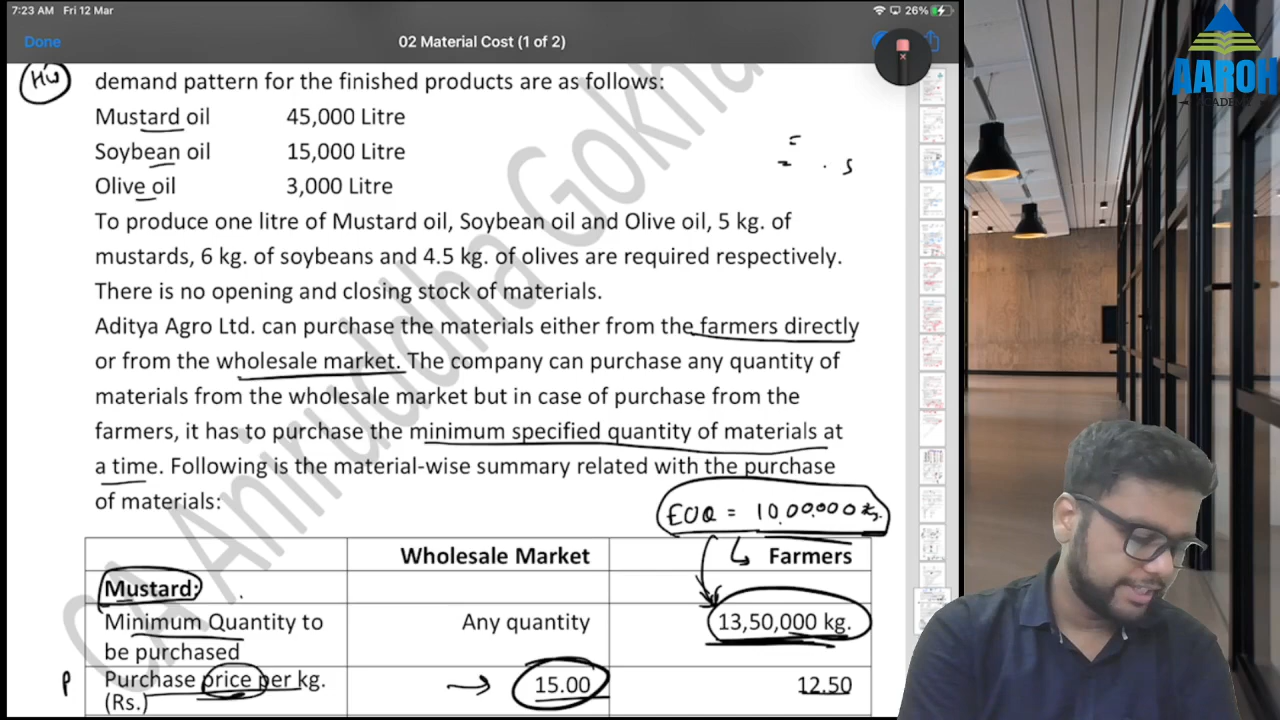 7:23 AM Fri 12 Mar
26%
Done
02 Material Cost (1 of 2)
AAROH
ACADEMY
HW
demand pattern for the finished products are as follows:
Mustard oil 45,000 Litre
Soybean oil 15,000 Litre
Olive oil 3,000 Litre
To produce one litre of Mustard oil, Soybean oil and Olive oil, 5 kg. of
mustards, 6 kg. of soybeans and 4.5 kg. of olives are required respectively.
There is no opening and closing stock of materials.
Aditya Agro Ltd. can purchase the materials either from the farmers directly
or from the wholesale market. The company can purchase any quantity of
materials from the wholesale market but in case of purchase from the
farmers, it has to purchase the minimum specified quantity of materials at
a time. Following is the material-wise summary related with the purchase
of materials:
EOQ = 10,00,000 kg.
Wholesale Market Farmers
Mustard:
Minimum Quantity to Any quantity 13,50,000 kg.
be purchased
P Purchase price per kg. → 15.00 12.50
(Rs.)
CA Aniruddha Gokha